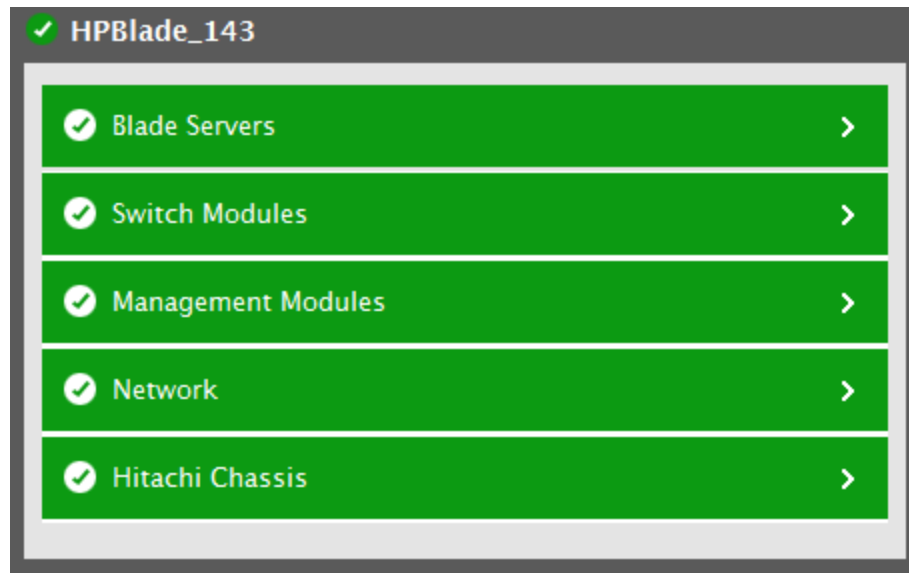 HPBlade_143
Blade Servers
Switch Modules
Management Modules
Network
Hitachi Chassis